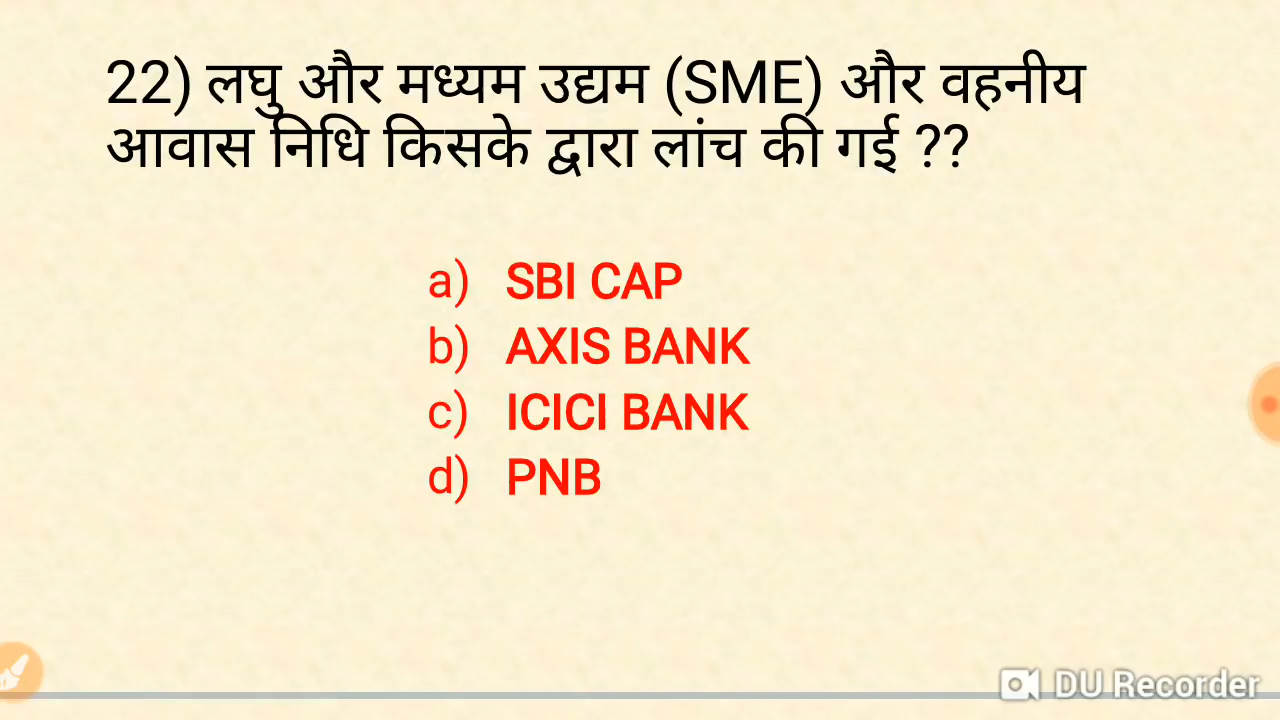 22) लघु और मध्यम उद्यम (SME) और वहनीय
आवास निधि किसके द्वारा लांच की गई ??
a) SBI CAP
b) AXIS BANK
c) ICICI BANK
d) PNB
DU Recorder